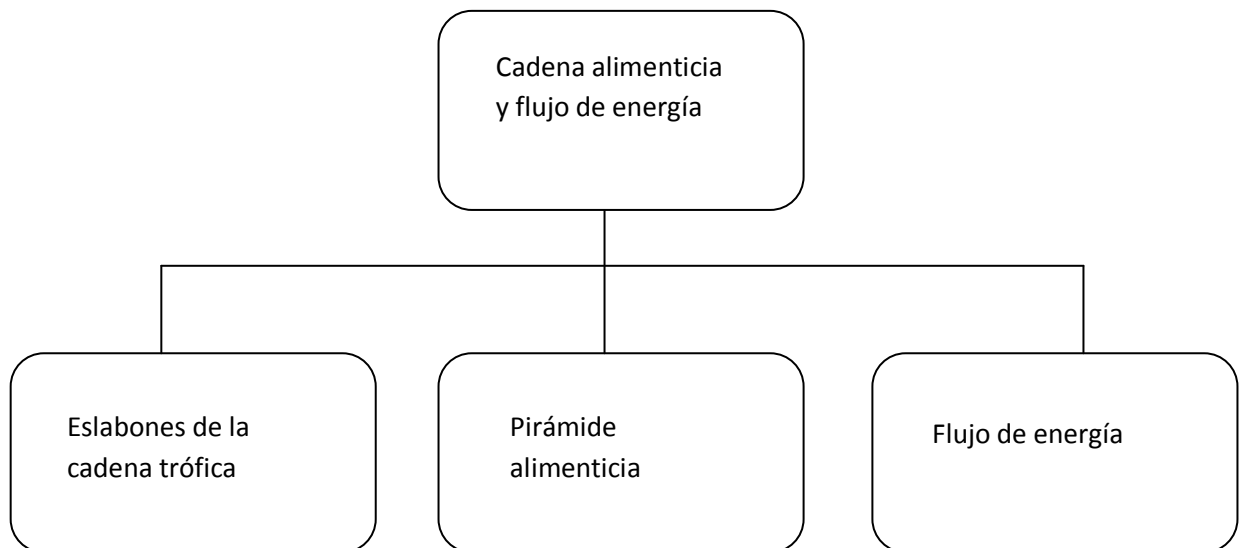 Cadena alimenticia
y flujo de energía
Eslabones de la
cadena trófica
Pirámide
alimenticia
Flujo de energía